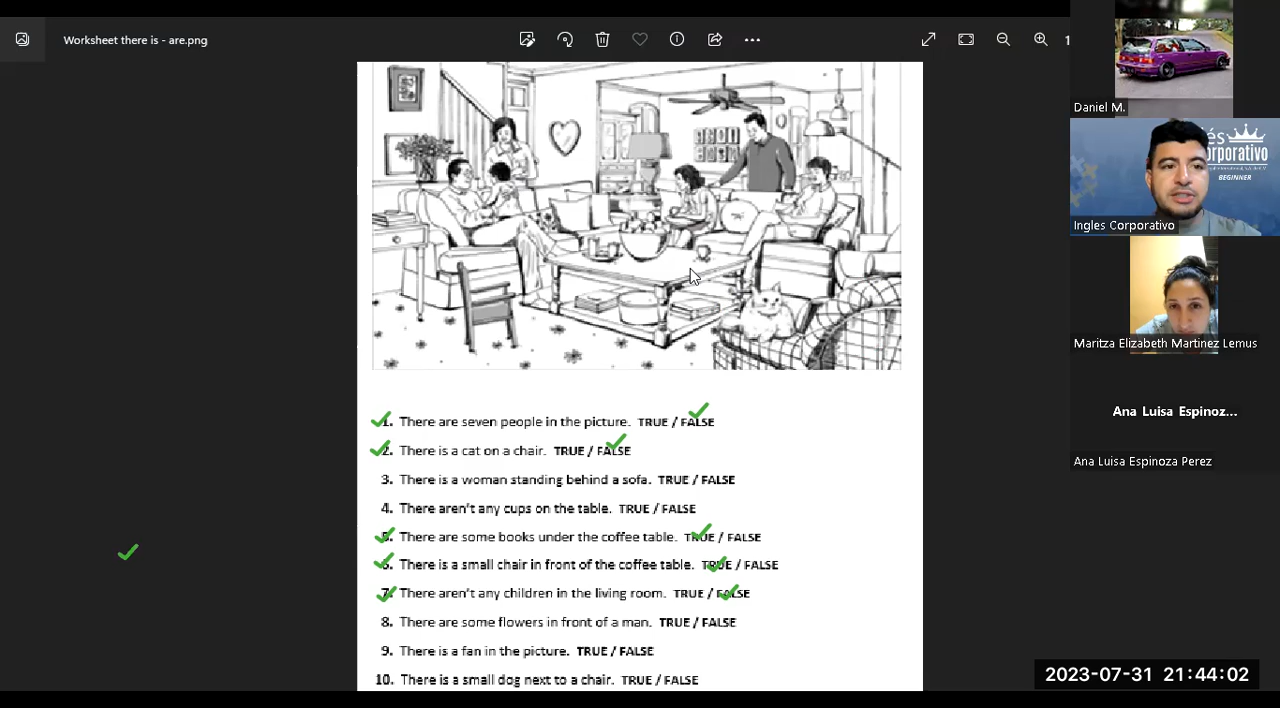 Worksheet there is - are.png
1
Daniel M.
és
orporativo
BEGINNER
Ingles Corporativo
Maritza Elizabeth Martinez Lemus
Ana Luisa Espinoz...
Ana Luisa Espinoza Perez
1. There are seven people in the picture. TRUE / FALSE
2. There is a cat on a chair. TRUE / FALSE
3. There is a woman standing behind a sofa. TRUE / FALSE
4. There aren't any cups on the table. TRUE / FALSE
5. There are some books under the coffee table. TRUE / FALSE
6. There is a small chair in front of the coffee table. TRUE / FALSE
7. There aren't any children in the living room. TRUE / FALSE
8. There are some flowers in front of a man. TRUE / FALSE
9. There is a fan in the picture. TRUE / FALSE
10. There is a small dog next to a chair. TRUE / FALSE
2023-07-31 21:44:02